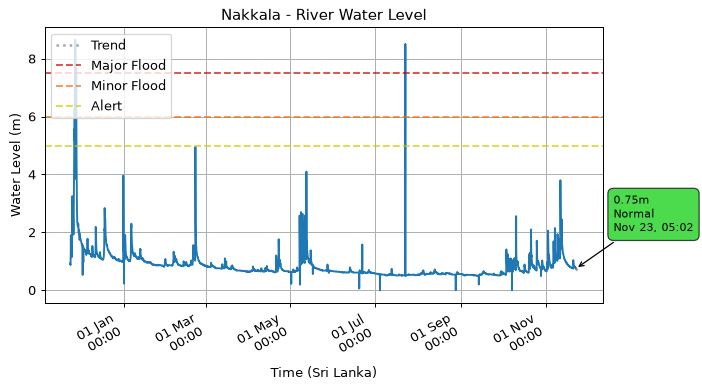 Nakkala - River Water Level
Trend
Major Flood
Minor Flood
Alert
Water Level (m)
8
6
4
2
0
0.75m
Normal
Nov 23, 05:02
01 Jan
00:00
01 Mar
00:00
01 May
00:00
01 Jul
00:00
01 Sep
00:00
01 Nov
00:00
Time (Sri Lanka)